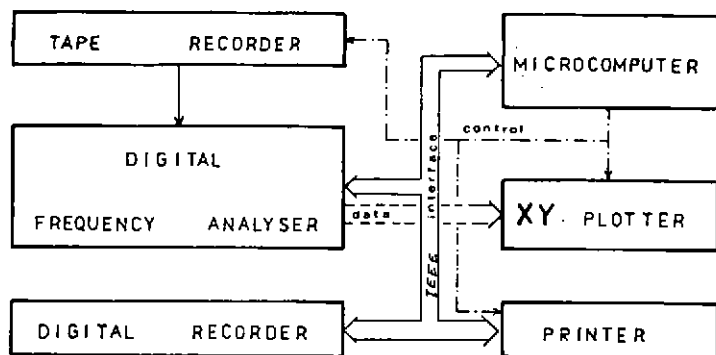 TAPE RECORDER
MICROCOMPUTER
control
DIGITAL
FREQUENCY ANALYSER
data
interface
IEEE
XY PLOTTER
DIGITAL RECORDER
PRINTER